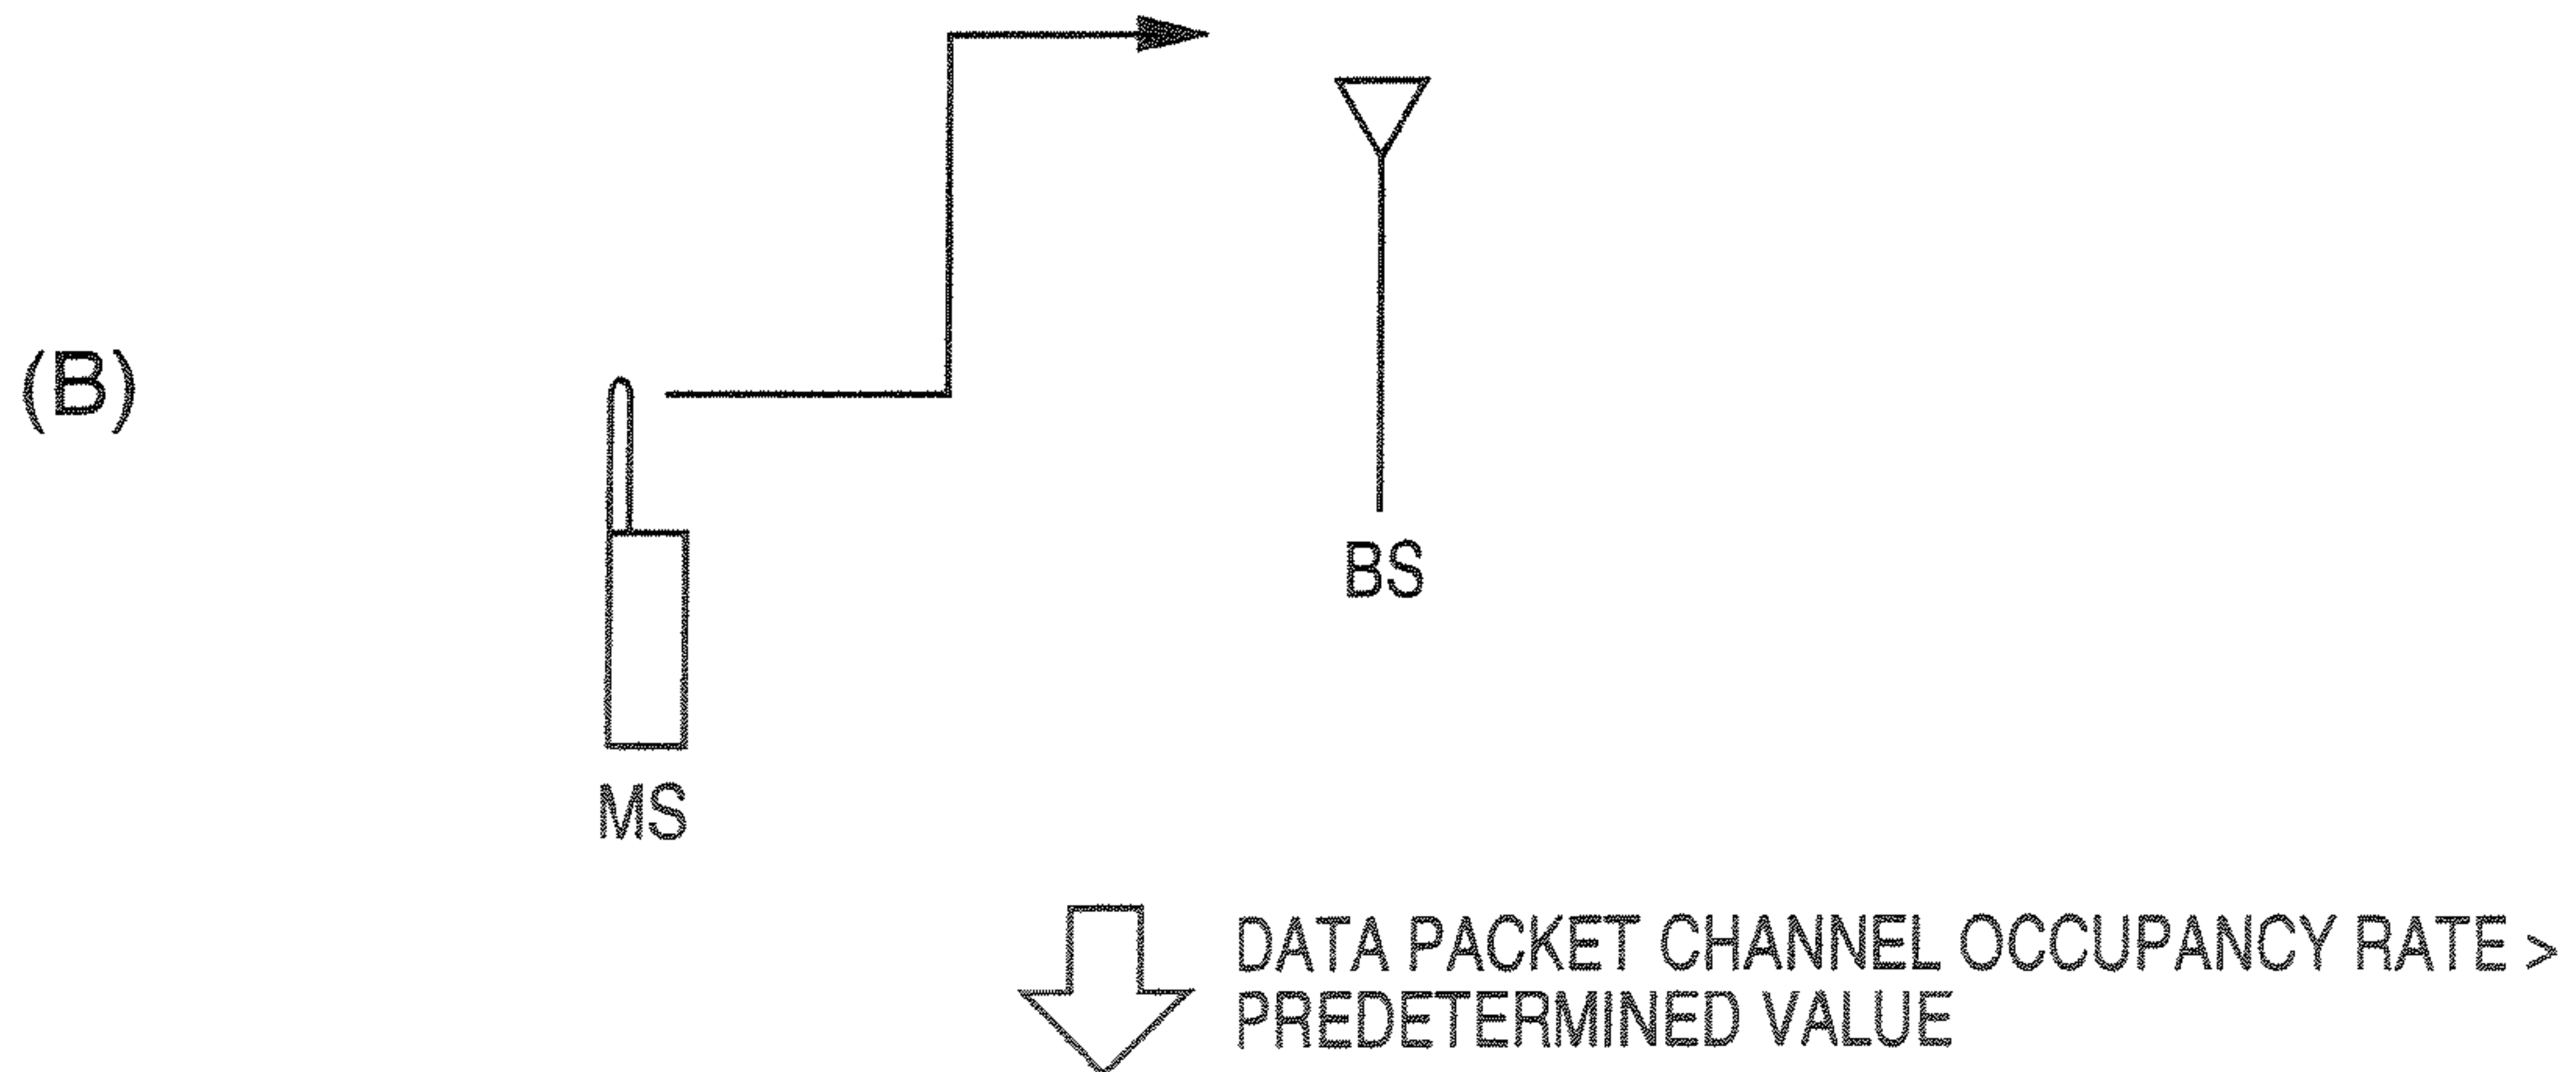 (B)
BS
MS
DATA PACKET CHANNEL OCCUPANCY RATE >
PREDETERMINED VALUE